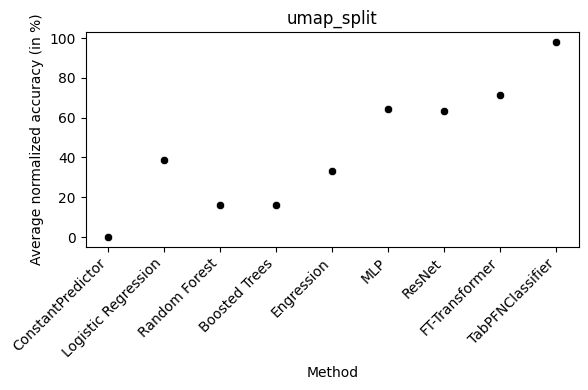 umap_split
Average normalized accuracy (in %)
100
80
60
40
20
0
ConstantPredictor
Logistic Regression
Random Forest
Boosted Trees
Engression
MLP
ResNet
FT-Transformer
TabPFNClassifier
Method